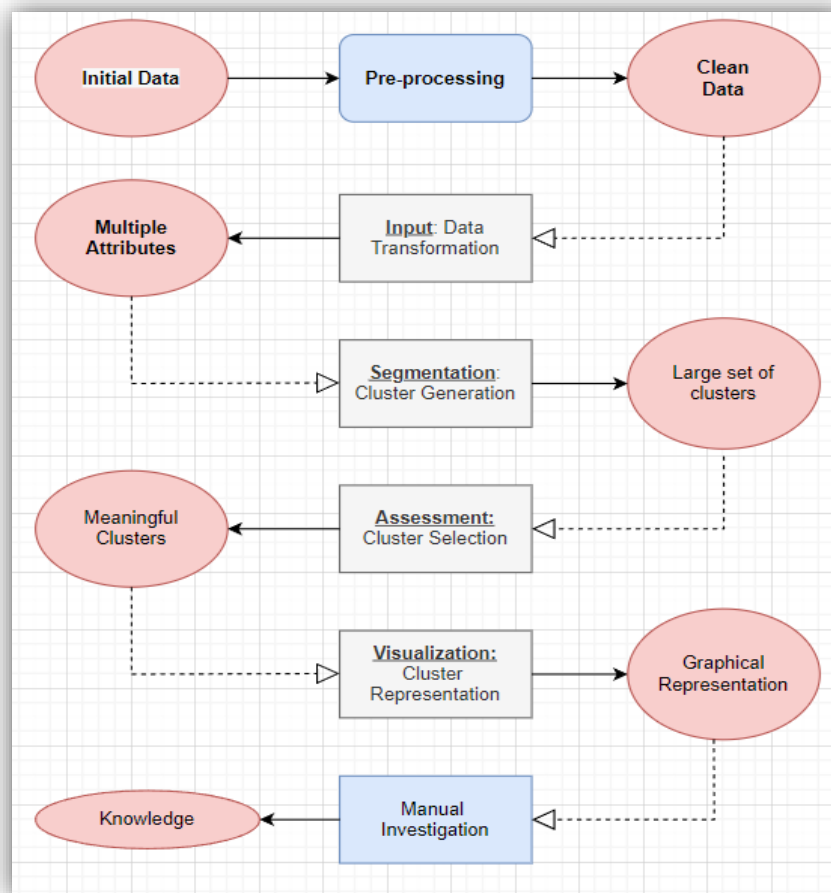 Initial Data
Pre-processing
Clean
Data
Multiple
Attributes
Input: Data
Transformation
Segmentation:
Cluster Generation
Large set of
clusters
Meaningful
Clusters
Assessment:
Cluster Selection
Visualization:
Cluster
Representation
Graphical
Representation
Knowledge
Manual
Investigation